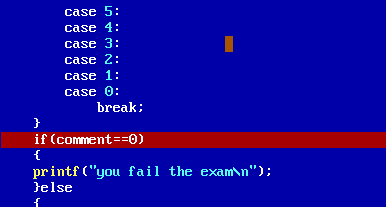 case 5:
case 4:
case 3:
case 2:
case 1:
case 0:
break;
}
if(comment==0)
{
printf("you fail the exam\n");
}else
{